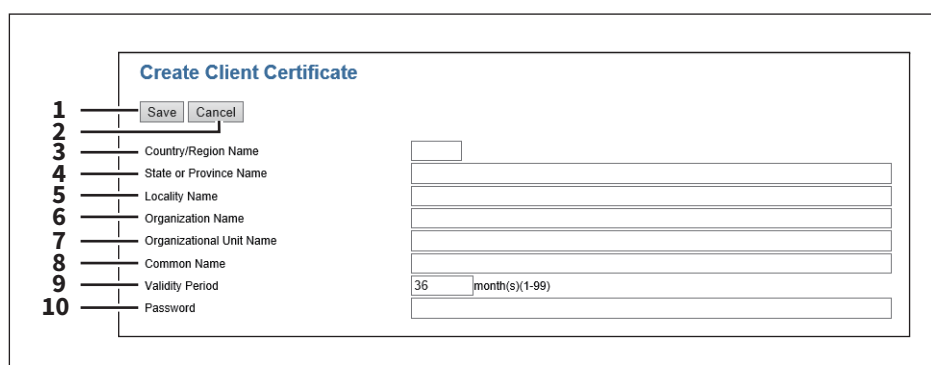 Create Client Certificate
1 Save Cancel
2
3 Country/Region Name
4 State or Province Name
5 Locality Name
6 Organization Name
7 Organizational Unit Name
8 Common Name
9 Validity Period 36 month(s)(1-99)
10 Password